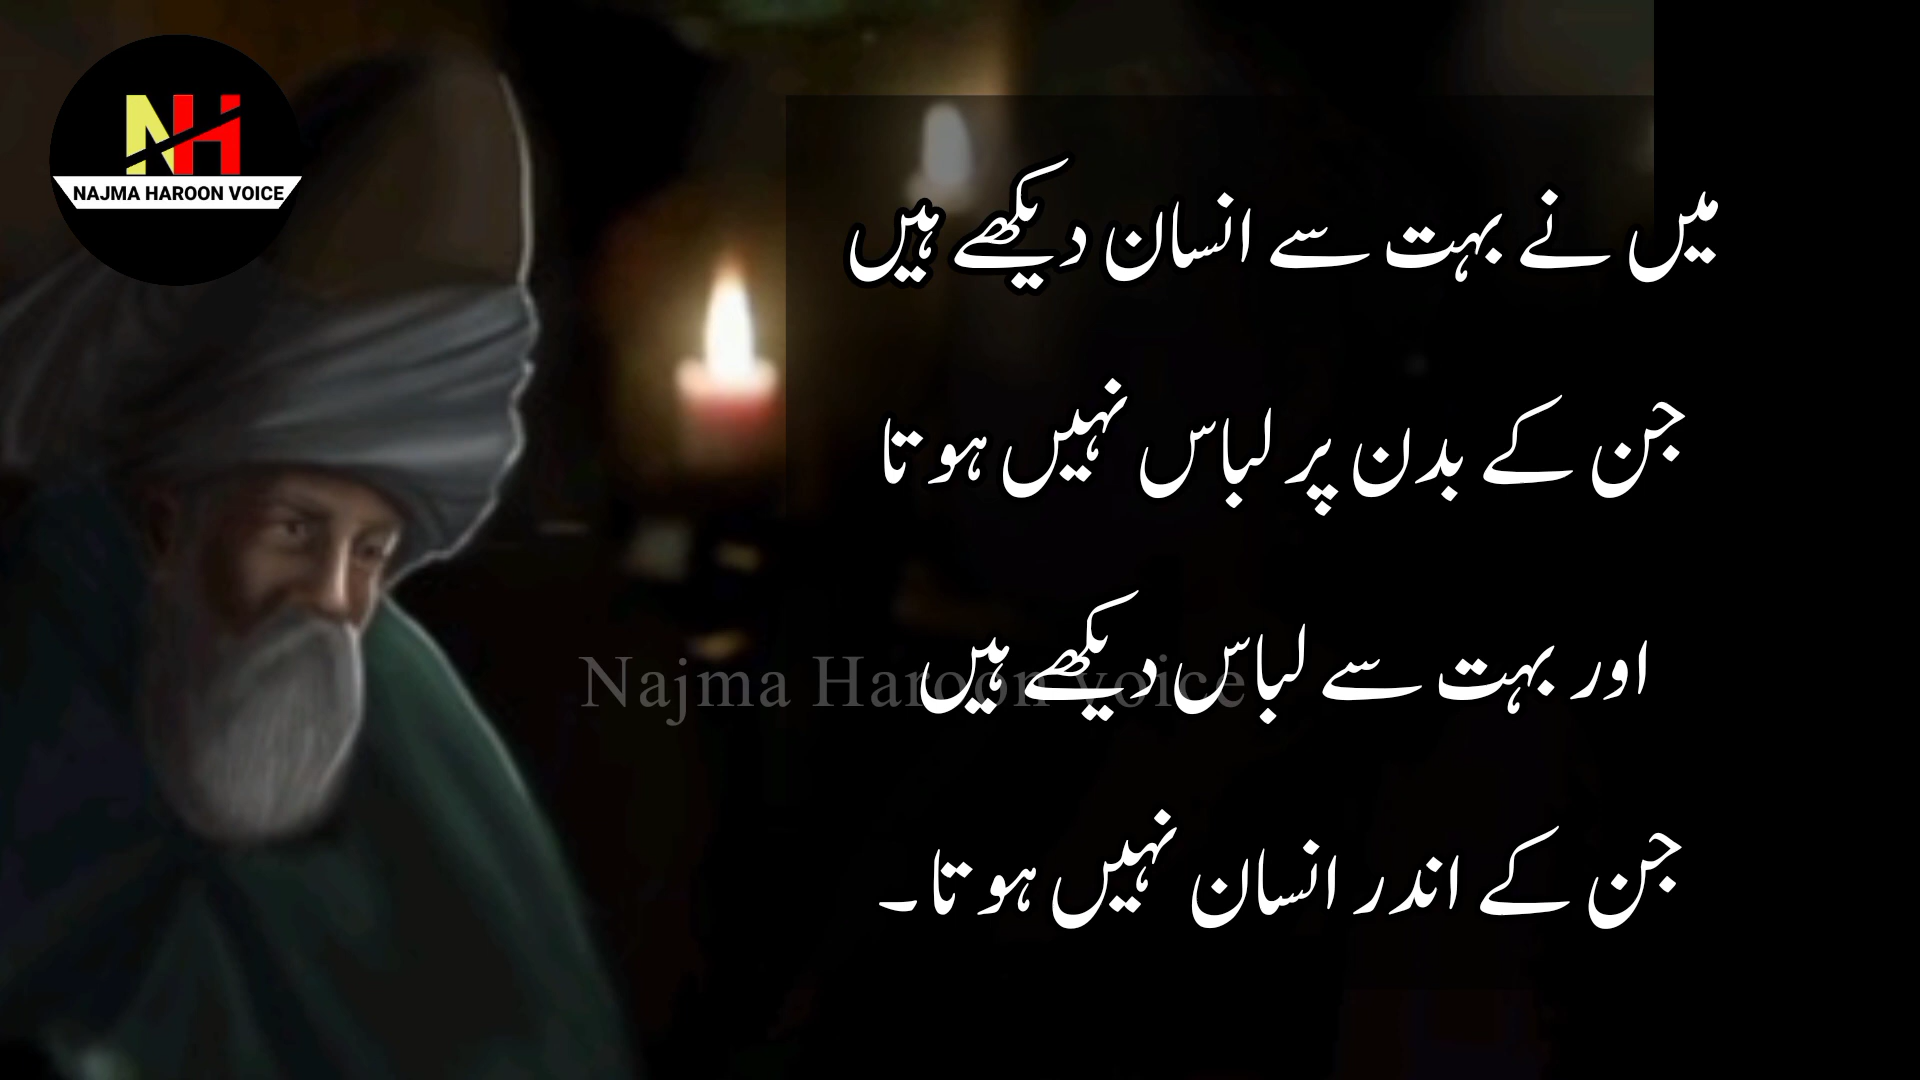 NH
NAJMA HAROON VOICE
میں نے بہت سے انسان دیکھے ہیں
جن کے بدن پر لباس نہیں ہوتا
اور بہت سے لباس دیکھے ہیں
Najma Haroon voice
جن کے اندر انسان نہیں ہوتا۔